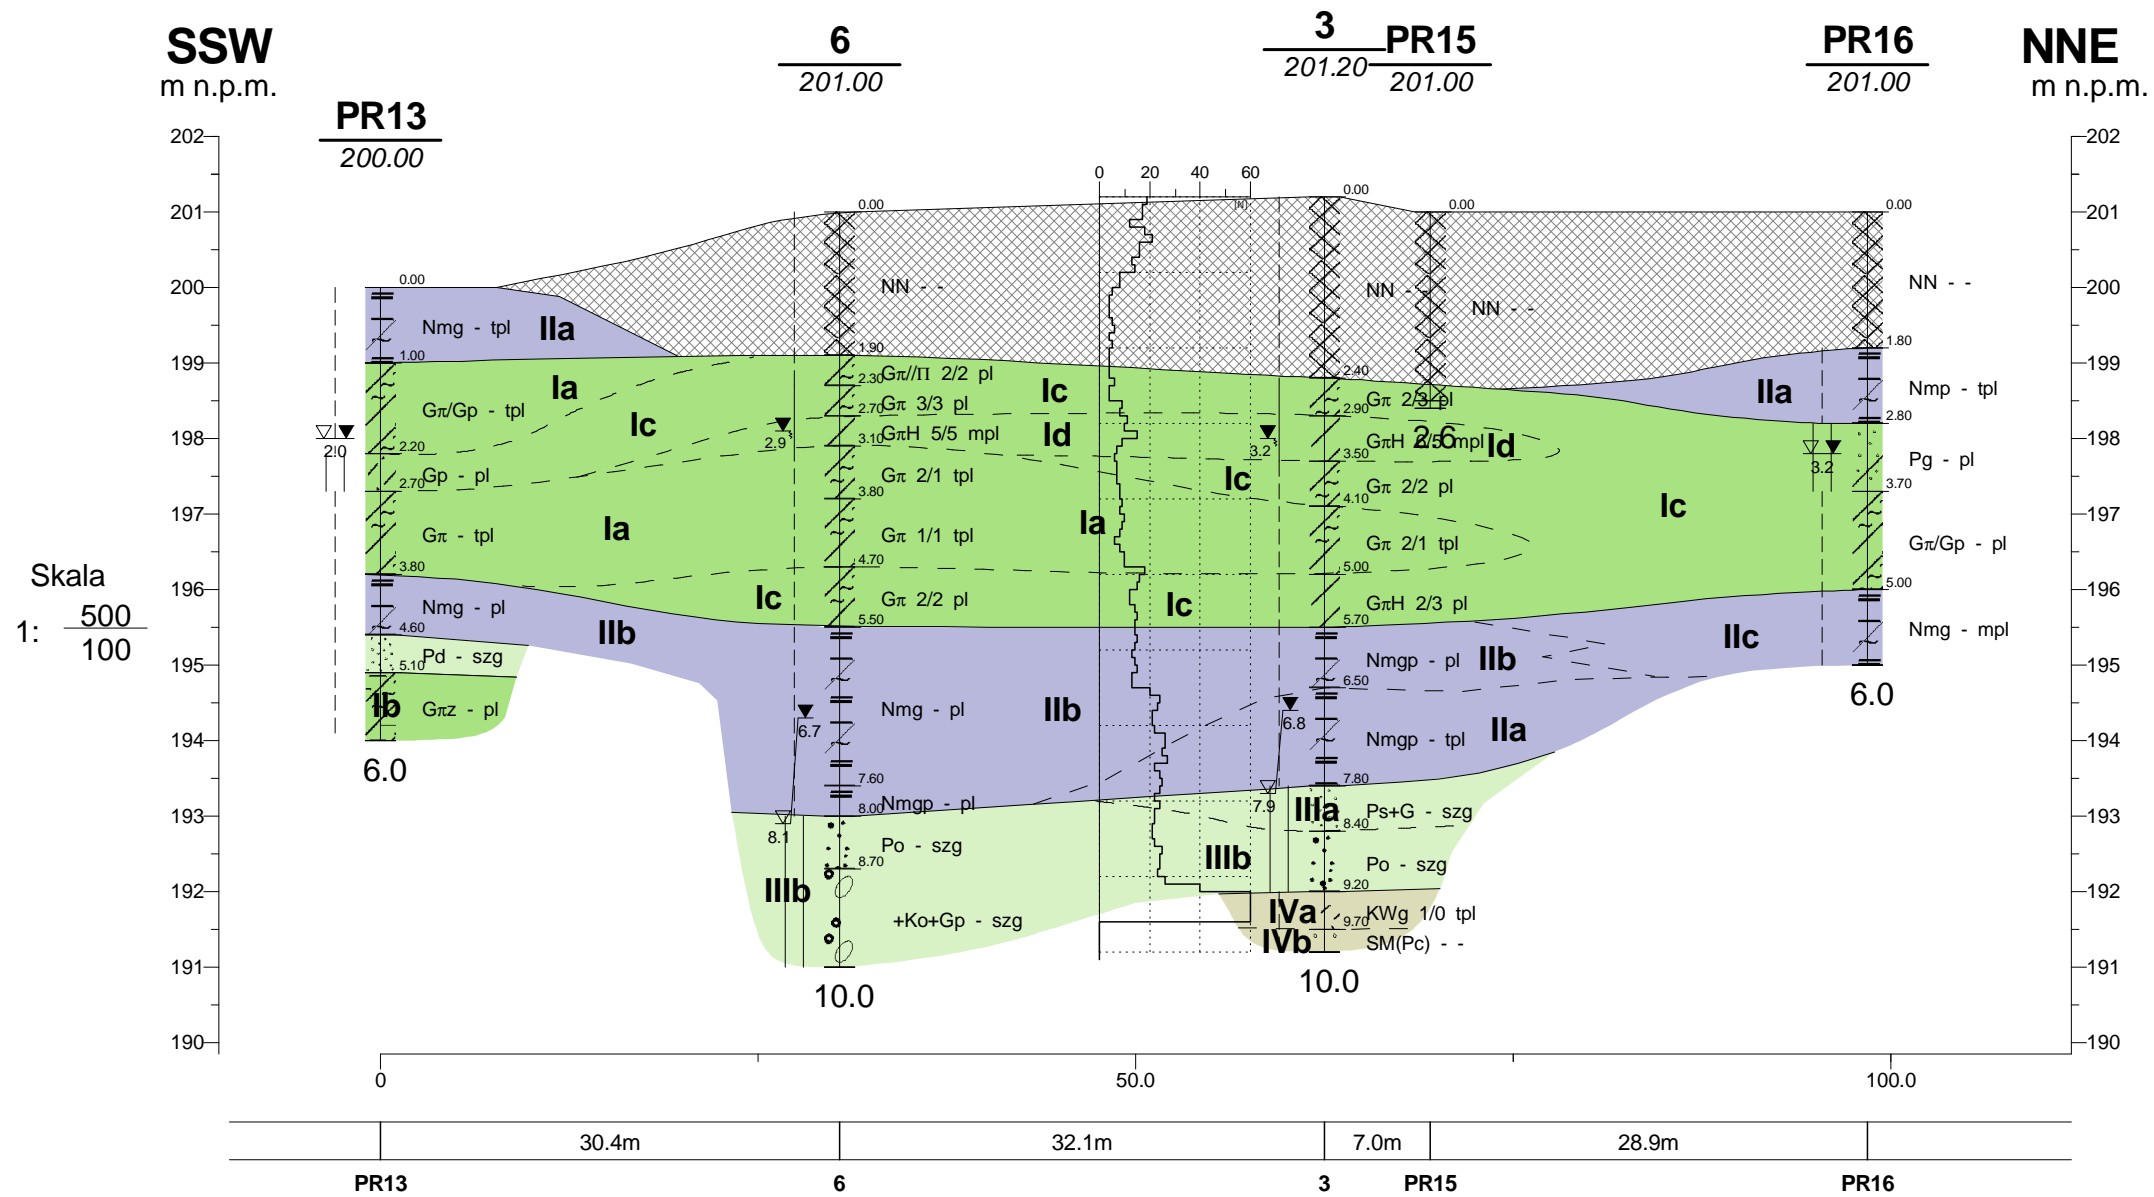 SSW
m n.p.m.
6
201.00
3
201.20
PR15
201.00
PR16
201.00
NNE
m n.p.m.
PR13
200.00
202
201
200
199
198
197
196
195
194
193
192
191
190
202
201
200
199
198
197
196
195
194
193
192
191
190
Skala
1: 500
100
0.00
Nmg - tpl
IIa
1.00
Ia
Gπ/Gp - tpl
2.0
2.20
Gp - pl
2.70
Gπ - tpl
Ia
3.80
Nmg - pl
4.60
IIb
Pd - szg
5.10
Ib
Gπz - pl
6.0
Ic
0.00
NN - -
1.90
Gπ//Π 2/2 pl
2.30
Gπ 3/3 pl
2.70
GπH 5/5 mpl
2.9
3.10
Gπ 2/1 tpl
3.80
Gπ 1/1 tpl
4.70
Ic
Gπ 2/2 pl
5.50
Nmg - pl
IIb
6.7
7.60
Nmgp - pl
8.00
8.1
Po - szg
8.70
IIIb
+Ko+Gp - szg
10.0
Ic
Id
Ia
Ic
Ic
0 20 40 60
[N]
0.00
NN - -
2.40
Gπ 2/3 pl
2.90
GπH 6/5 mpl
3.2
3.50
Gπ 2/2 pl
4.10
Gπ 2/1 tpl
5.00
GπH 2/3 pl
5.70
Nmgp - pl
IIb
6.50
6.8
Nmgp - tpl
IIa
7.80
7.9
IIIa
Ps+G - szg
8.40
IIIb
Po - szg
9.20
IVa
KWg 1/0 tpl
9.70
IVb
SM(Pc) - -
10.0
0.00
NN - -
2.6
Id
Ic
0.00
NN - -
1.80
IIa
Nmp - tpl
2.80
3.2
Pg - pl
3.70
Gπ/Gp - pl
5.00
IIc
Nmg - mpl
6.0
0
50.0
100.0
30.4m
32.1m
7.0m
28.9m
PR13
6
3
PR15
PR16